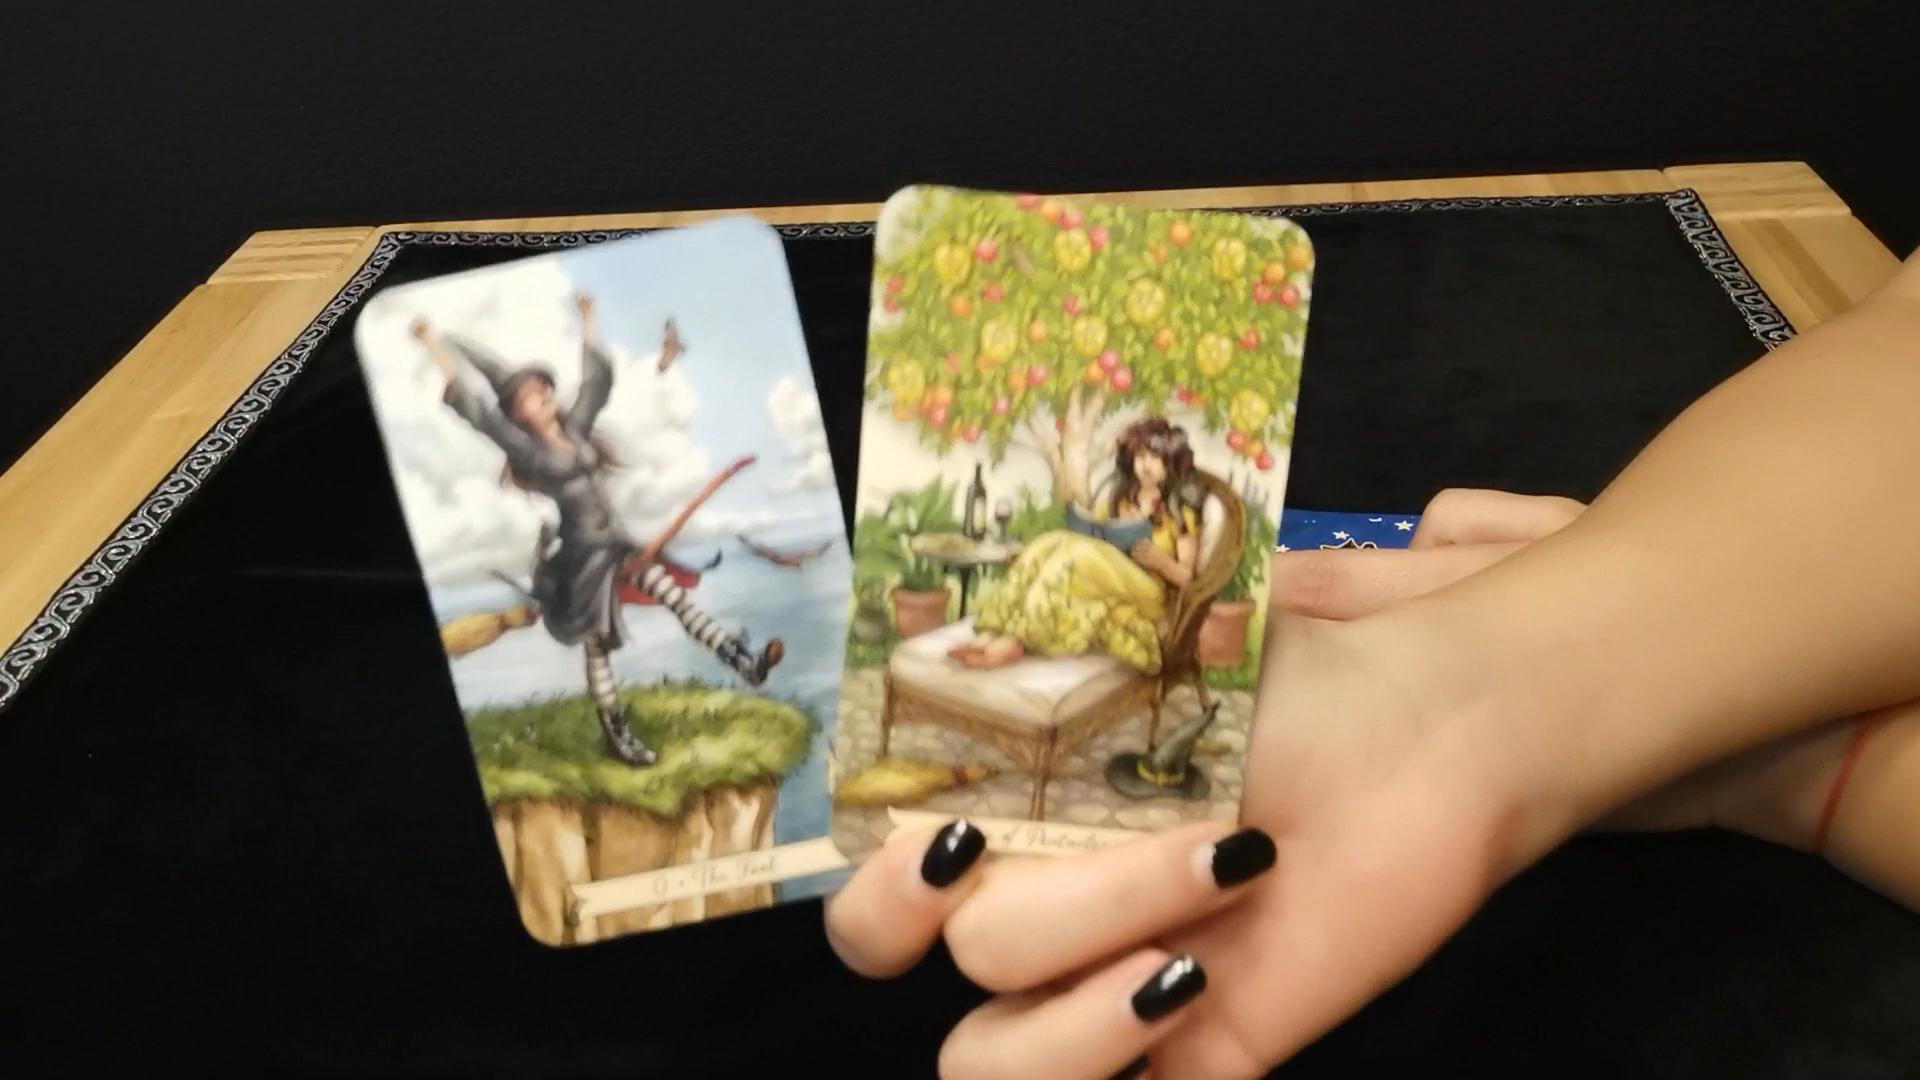 0 • The Fool
of Pentacles